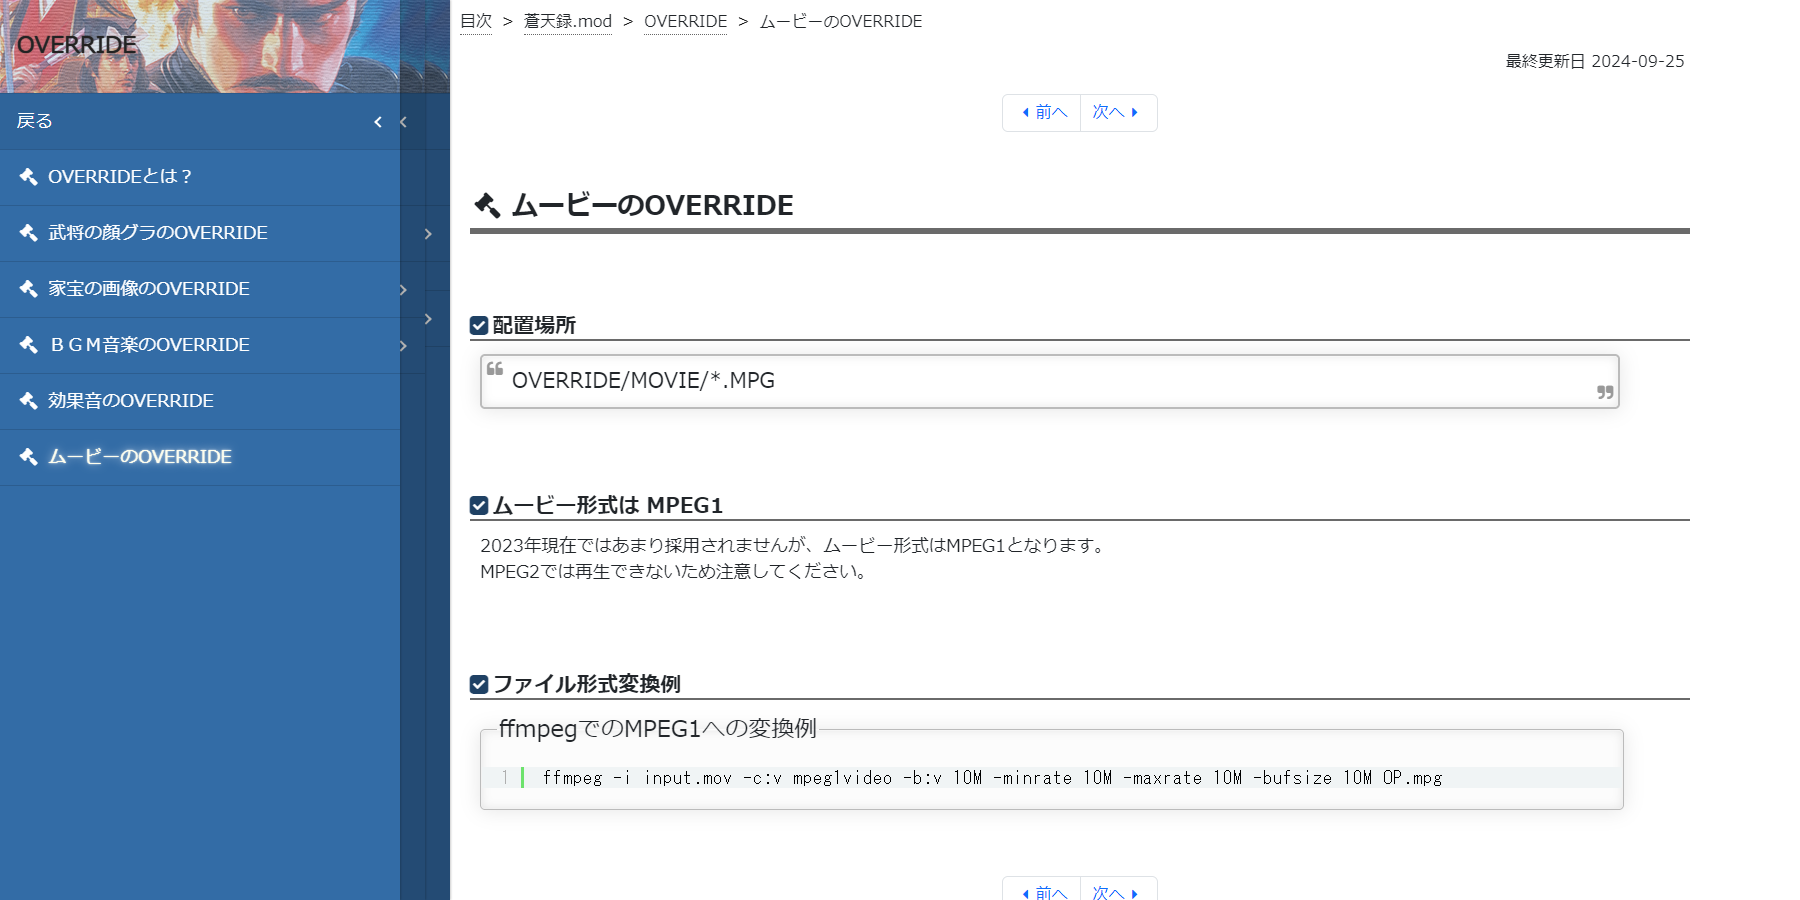 OVERRIDE
戻る
OVERRIDEとは？
武将の顔グラのOVERRIDE
家宝の画像のOVERRIDE
ＢＧＭ音楽のOVERRIDE
効果音のOVERRIDE
ムービーのOVERRIDE
目次 > 蒼天録.mod > OVERRIDE > ムービーのOVERRIDE
最終更新日 2024-09-25
前へ 次へ
ムービーのOVERRIDE
配置場所
OVERRIDE/MOVIE/*.MPG
ムービー形式は MPEG1
2023年現在ではあまり採用されませんが、ムービー形式はMPEG1となります。
MPEG2では再生できないため注意してください。
ファイル形式変換例
ffmpegでのMPEG1への変換例
1 ffmpeg -i input.mov -c:v mpeg1video -b:v 10M -minrate 10M -maxrate 10M -bufsize 10M OP.mpg
前へ 次へ